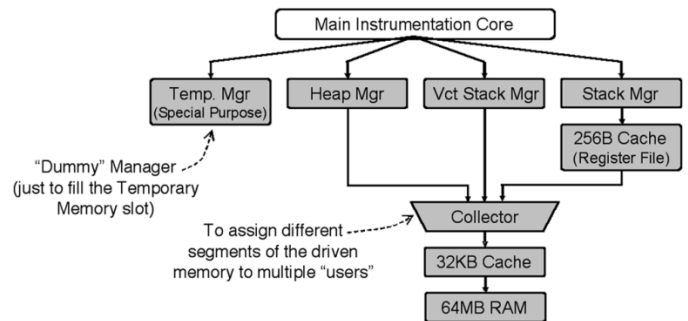 Main Instrumentation Core
Temp. Mgr
(Special Purpose)
Heap Mgr
Vct Stack Mgr
Stack Mgr
256B Cache
(Register File)
“Dummy” Manager
(just to fill the Temporary
Memory slot)
To assign different
segments of the driven
memory to multiple “users”
Collector
32KB Cache
64MB RAM